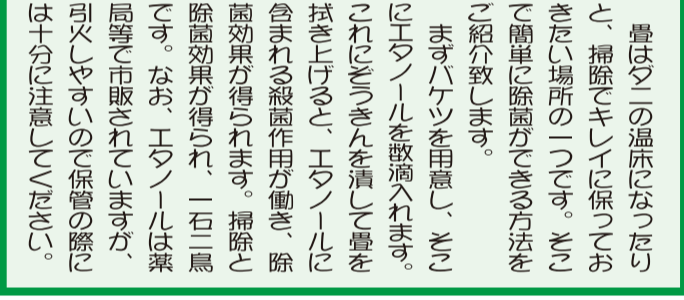 畳はダニの温床になったり
と、掃除でキレイに保ってお
きたい場所の一つです。そこ
で簡単に除菌ができる方法を
ご紹介致します。
まずバケツを用意し、そこ
にエタノールを数滴入れます。
これにぞうきんを漬して畳を
拭き上げると、エタノールに
含まれる殺菌作用が働き、除
菌効果が得られます。掃除と
除菌効果が得られ、一石二鳥
です。なお、エタノールは薬
局等で市販されていますが、
引火しやすいので保管の際に
は十分に注意してください。